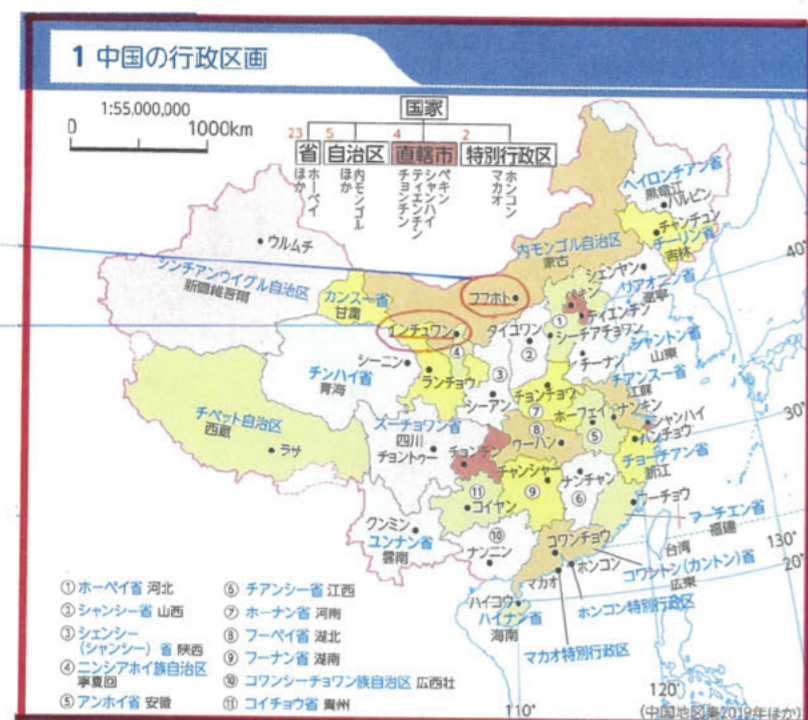 1 中国の行政区画
1:55.000,000
0 1000km
国家
23 5 4 2
省 自治区 直轄市 特別行政区
ホーペイ
ほか
内モンゴル
ほか
ペキン
シャンハイ
ティエンチン
チョンチン
ホンコン
マカオ
ヘイロンチアン省
黒竜江
ハルビン
チャンチュン
チーリン省
吉林
内モンゴル自治区
蒙古
シェンヤン
リアオニン省
遼寧
40°
ウルムチ
シンチアンウイグル自治区
新疆維吾爾
カンスー省
甘粛
フフホト
ペキン
テイエンチン
インチュワン
タイユワン
①
シーチアチョワン
②
シャントン省
山東
チーナン
シーニン
④
③
チンハイ省
青海
ランチョウ
シーアン
チョンチョウ
チアンスー省
江蘇
⑦
ホーフェイ
ナンキン
シャンハイ
チベット自治区
西蔵
ラサ
スーチョワン省
四川
チョントゥー
⑧
ウーハン
⑤
ハンチョウ
チョーチアン省
浙江
チョンチン
チャンシャー
ナンチャン
⑪
コイヤン
⑨
⑥
フーチョウ
フーチエン省
福建
クンミン
ユンナン省
雲南
⑩
ナンニン
コワンチョウ
台湾
130°
20°
マカオ
ホンコン
コワントン(カントン)省
広東
ハイコウ
ハイナン省
海南
ホンコン特別行政区
マカオ特別行政区
① ホーペイ省 河北
② シャンシー省 山西
③ シェンシー
(シャンシー)省 陝西
④ ニンシアホイ族自治区
寧夏回
⑤ アンホイ省 安徽
⑥ チアンシー省 江西
⑦ ホーナン省 河南
⑧ フーペイ省 湖北
⑨ フーナン省 湖南
⑩ コワンシーチョワン族自治区 広西壮
⑪ コイチョウ省 貴州
110°
120°
(中国地図集2019年ほか)